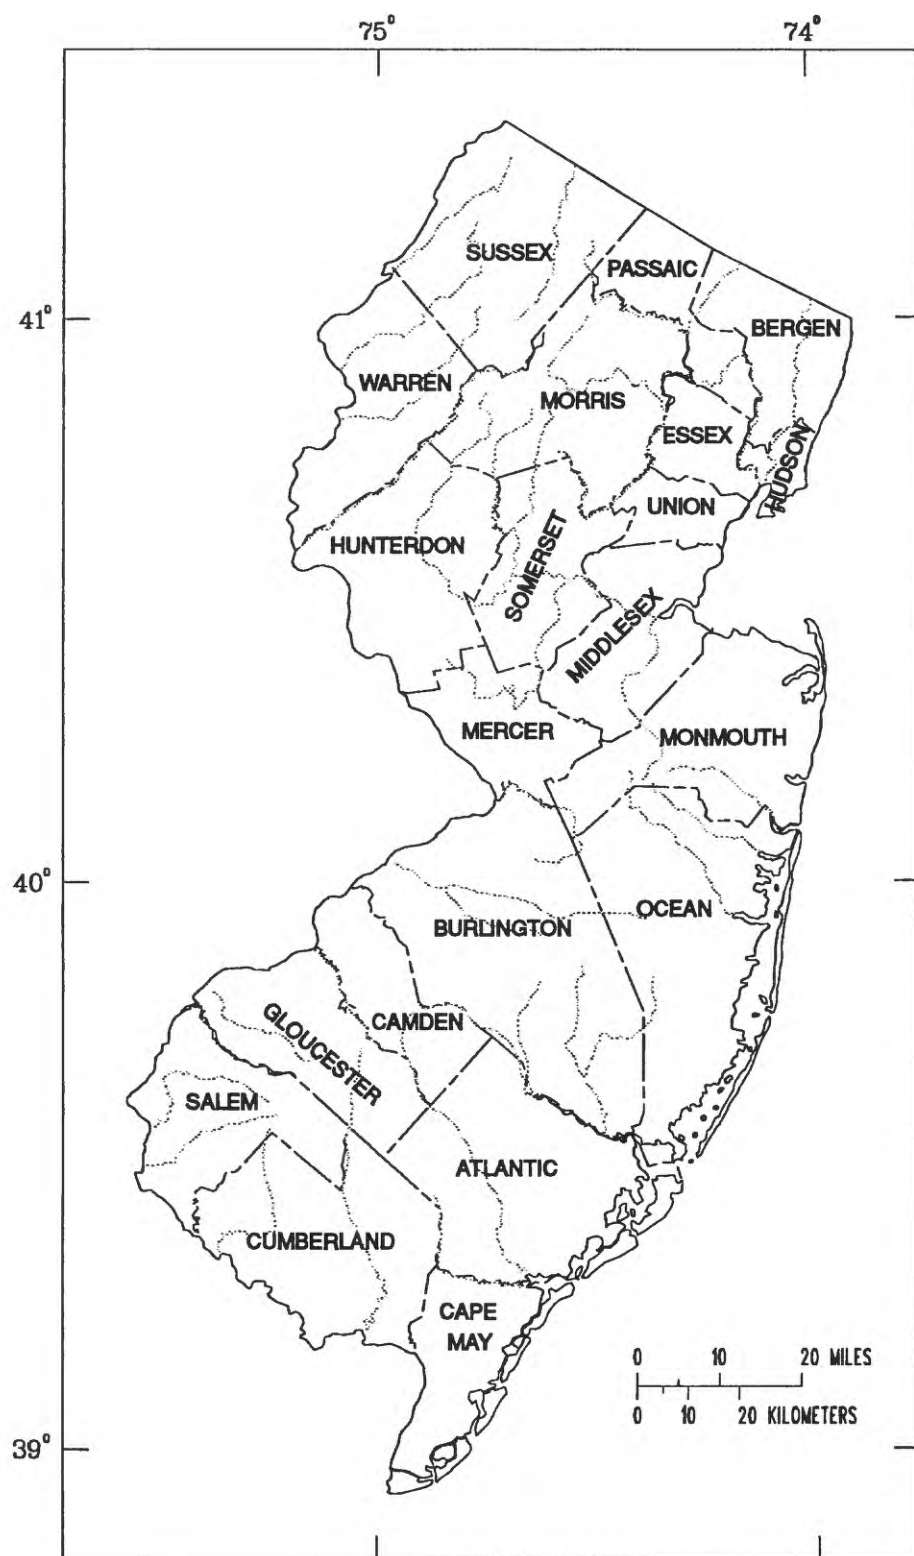 75° 74°
SUSSEX
PASSAIC
41°
BERGEN
WARREN
MORRIS
ESSEX
HUDSON
UNION
HUNTERDON
SOMERSET
MIDDLESEX
MERCER
MONMOUTH
40°
OCEAN
BURLINGTON
GLOUCESTER
CAMDEN
SALEM
ATLANTIC
CUMBERLAND
CAPE
MAY
0 10 20 MILES
0 10 20 KILOMETERS
39°